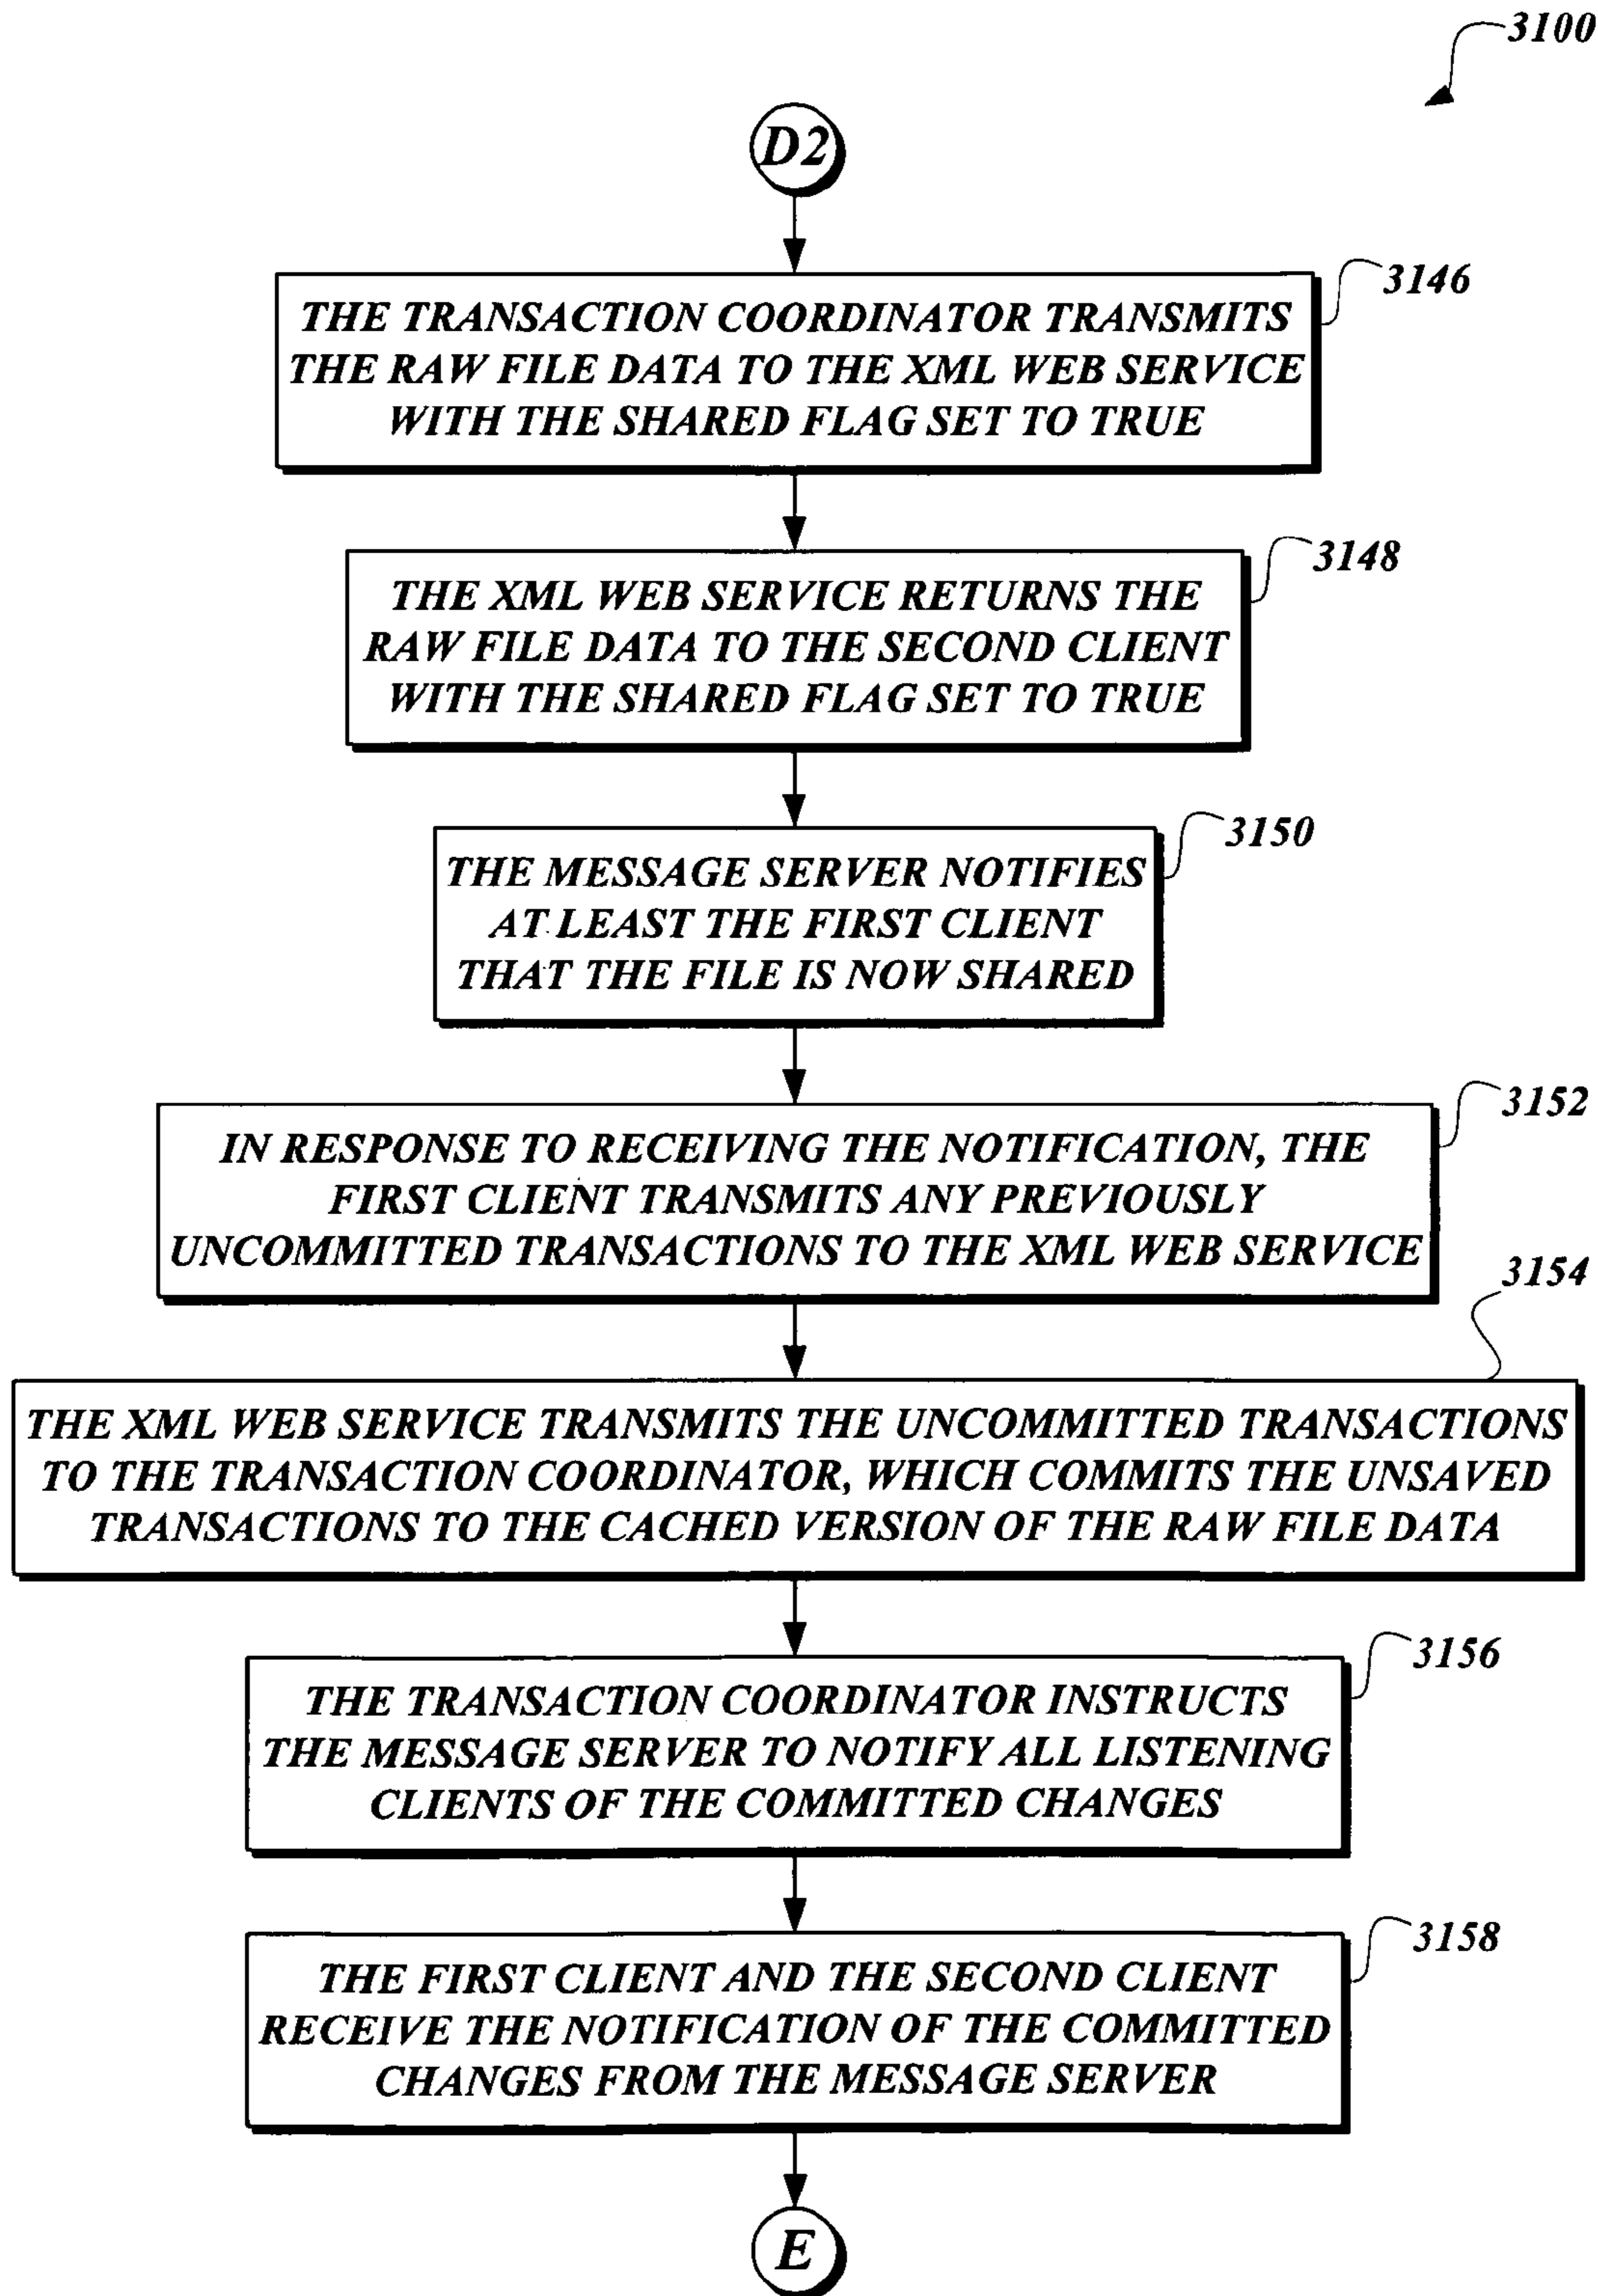 3100
D2
3146
THE TRANSACTION COORDINATOR TRANSMITS
THE RAW FILE DATA TO THE XML WEB SERVICE
WITH THE SHARED FLAG SET TO TRUE
3148
THE XML WEB SERVICE RETURNS THE
RAW FILE DATA TO THE SECOND CLIENT
WITH THE SHARED FLAG SET TO TRUE
3150
THE MESSAGE SERVER NOTIFIES
AT LEAST THE FIRST CLIENT
THAT THE FILE IS NOW SHARED
3152
IN RESPONSE TO RECEIVING THE NOTIFICATION, THE
FIRST CLIENT TRANSMITS ANY PREVIOUSLY
UNCOMMITTED TRANSACTIONS TO THE XML WEB SERVICE
3154
THE XML WEB SERVICE TRANSMITS THE UNCOMMITTED TRANSACTIONS
TO THE TRANSACTION COORDINATOR, WHICH COMMITS THE UNSAVED
TRANSACTIONS TO THE CACHED VERSION OF THE RAW FILE DATA
3156
THE TRANSACTION COORDINATOR INSTRUCTS
THE MESSAGE SERVER TO NOTIFY ALL LISTENING
CLIENTS OF THE COMMITTED CHANGES
3158
THE FIRST CLIENT AND THE SECOND CLIENT
RECEIVE THE NOTIFICATION OF THE COMMITTED
CHANGES FROM THE MESSAGE SERVER
E